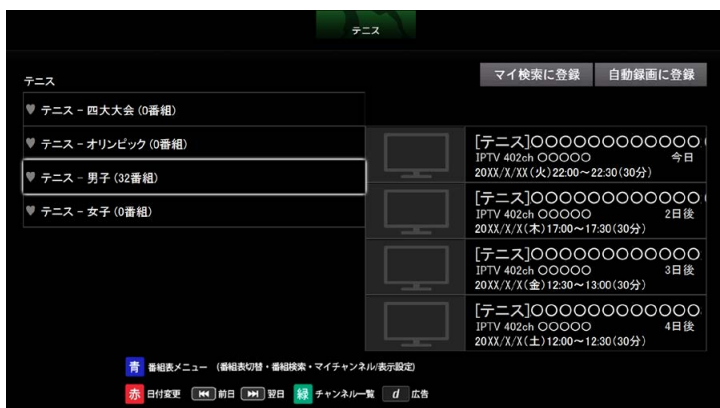 テニス
テニス
マイ検索に登録 自動録画に登録
♥ テニス – 四大大会 (0番組)
♥ テニス – オリンピック (0番組)
♥ テニス – 男子 (32番組)
♥ テニス – 女子 (0番組)
[テニス]○○○○○○○○○○○○○
IPTV 402ch ○○○○○ 今日
20XX/X/XX(火)22:00～22:30(30分)
[テニス]○○○○○○○○○○○○○
IPTV 402ch ○○○○○ 2日後
20XX/X/X(木)17:00～17:30(30分)
[テニス]○○○○○○○○○○○○○
IPTV 402ch ○○○○○ 3日後
20XX/X/X(金)12:30～13:00(30分)
[テニス]○○○○○○○○○○○○○
IPTV 402ch ○○○○○ 4日後
20XX/X/X(土)12:00～12:30(30分)
青 番組表メニュー (番組表切替・番組検索・マイチャンネル/表示設定)
赤 日付変更 ⏮ 前日 ⏭ 翌日 緑 チャンネル一覧 d 広告